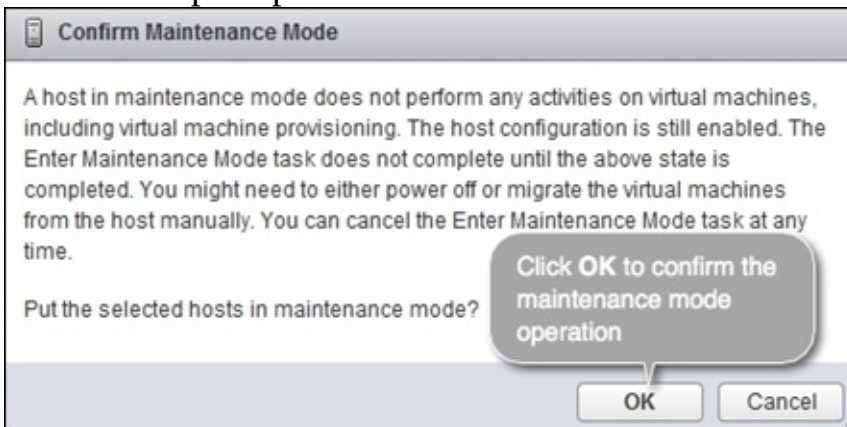 Confirm Maintenance Mode
A host in maintenance mode does not perform any activities on virtual machines,
including virtual machine provisioning. The host configuration is still enabled. The
Enter Maintenance Mode task does not complete until the above state is
completed. You might need to either power off or migrate the virtual machines
from the host manually. You can cancel the Enter Maintenance Mode task at any
time.
Put the selected hosts in maintenance mode?
Click OK to confirm the
maintenance mode
operation
OK Cancel